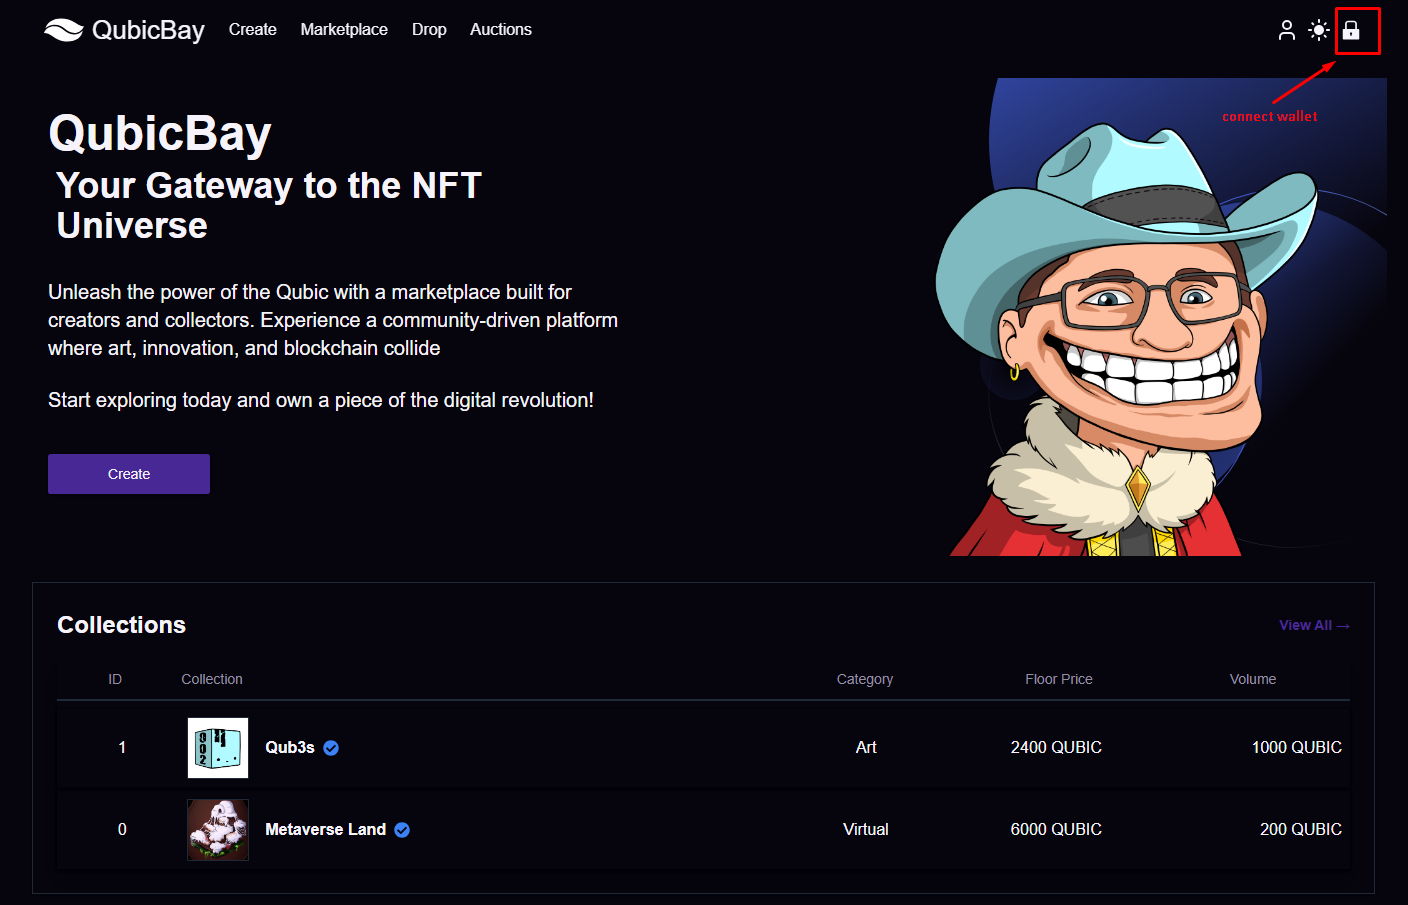 QubicBay Create Marketplace Drop Auctions
connect wallet
QubicBay
Your Gateway to the NFT
Universe
Unleash the power of the Qubic with a marketplace built for
creators and collectors. Experience a community-driven platform
where art, innovation, and blockchain collide
Start exploring today and own a piece of the digital revolution!
Create
Collections
View All →
ID Collection Category Floor Price Volume
002
1 Qub3s Art 2400 QUBIC 1000 QUBIC
0 Metaverse Land Virtual 6000 QUBIC 200 QUBIC